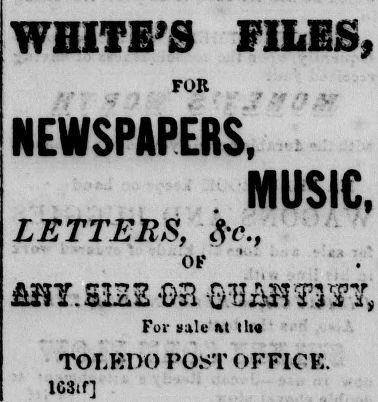 WHITE'S FILES,
FOR
NEWSPAPERS,
MUSIC,
LETTERS, &c.,
OF
ANY SIZE OR QUANTITY,
For sale at the
TOLEDO POST OFFICE.
163tf]